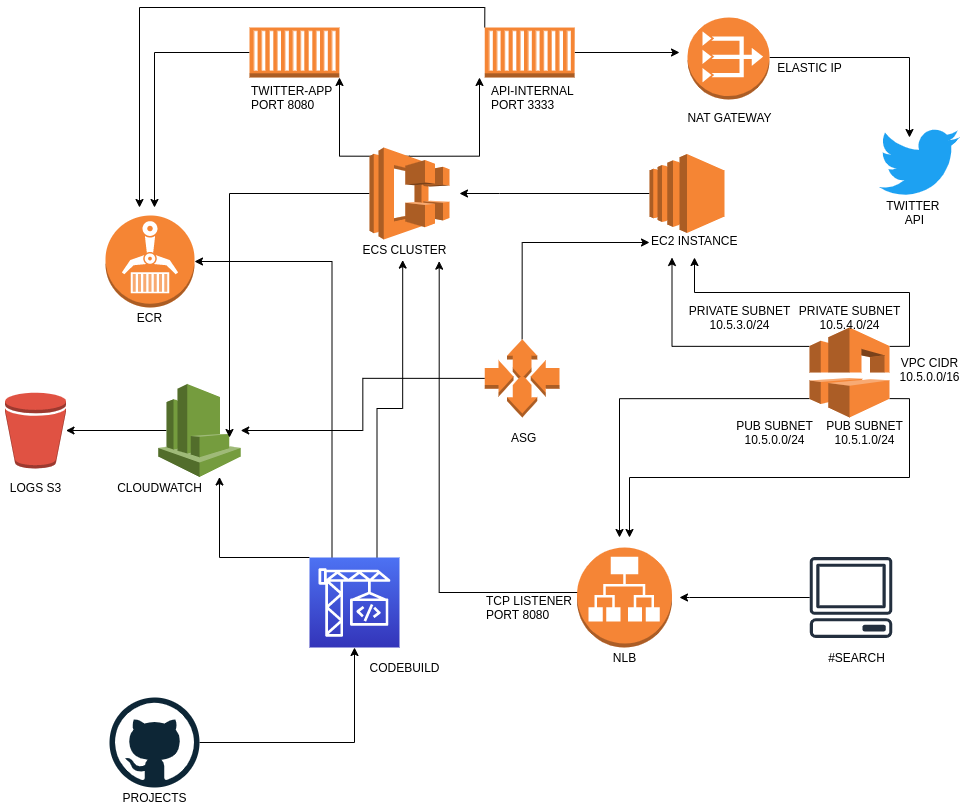 TWITTER-APP
PORT 8080
API-INTERNAL
PORT 3333
ELASTIC IP
NAT GATEWAY
TWITTER
API
ECS CLUSTER
EC2 INSTANCE
ECR
PRIVATE SUBNET
10.5.3.0/24
PRIVATE SUBNET
10.5.4.0/24
VPC CIDR
10.5.0.0/16
PUB SUBNET
10.5.0.0/24
PUB SUBNET
10.5.1.0/24
ASG
LOGS S3
CLOUDWATCH
TCP LISTENER
PORT 8080
NLB
#SEARCH
CODEBUILD
PROJECTS